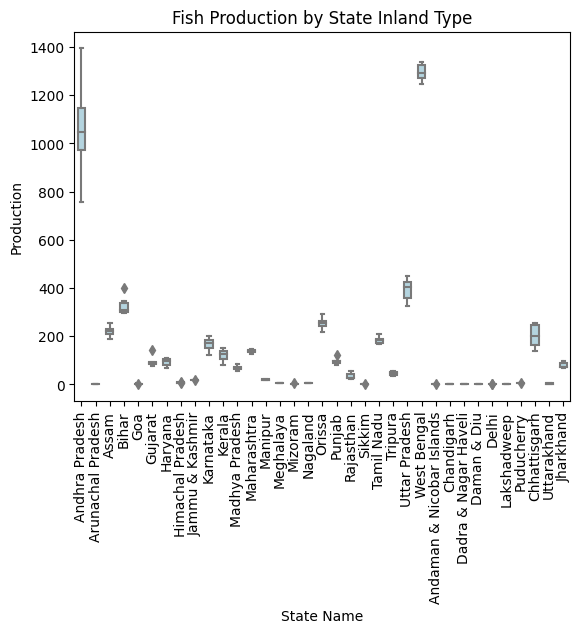 Fish Production by State Inland Type
Production
1400
1200
1000
800
600
400
200
0
Andhra Pradesh
Arunachal Pradesh
Assam
Bihar
Goa
Gujarat
Haryana
Himachal Pradesh
Jammu & Kashmiir
Karnataka
Kerala
Madhya Pradesh
Maharashtra
Manipur
Meghalaya
Mizoram
Nagaland
Orissa
Punjab
Rajasthan
Sikkim
Tamil Nadu
Tripura
Uttar Pradesh
West Bengal
Andaman & Nicobar Islands
Chandigarh
Dadra & Nagar Haveli
Daman & Diu
Delhi
Lakshadweep
Puducherry
Chhattisgarh
Uttarakhand
Jharkhand
State Name